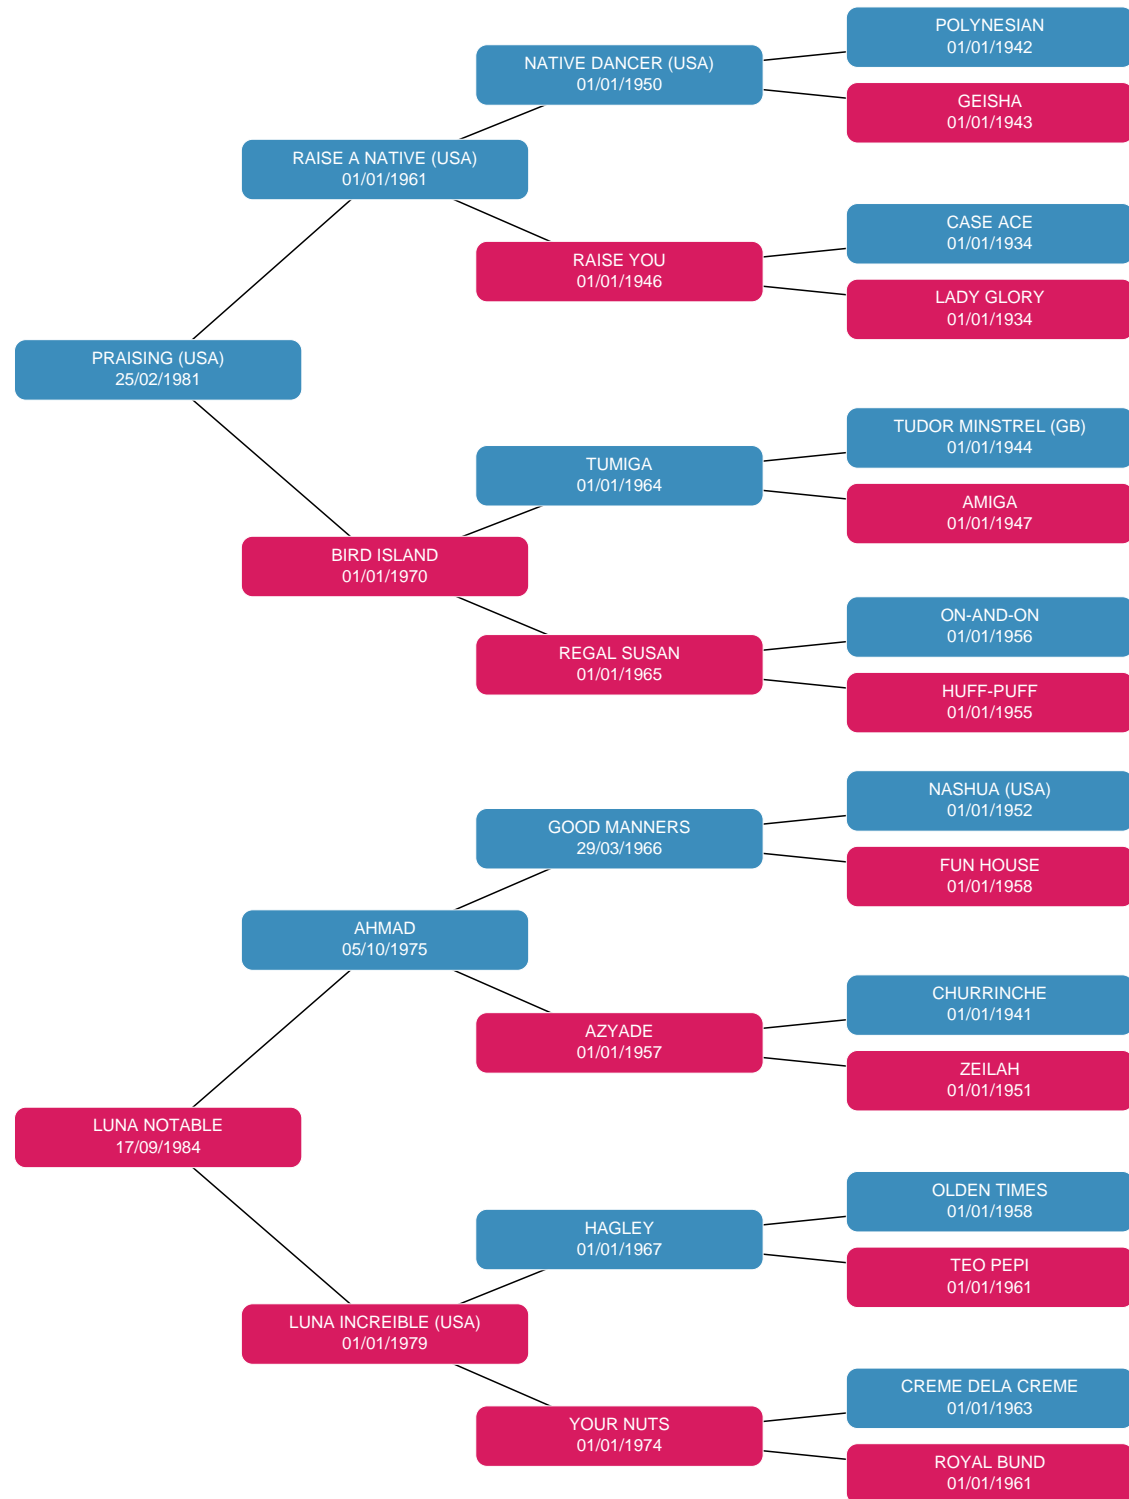 POLYNESIAN
01/01/1942
NATIVE DANCER (USA)
01/01/1950
GEISHA
01/01/1943
RAISE A NATIVE (USA)
01/01/1961
CASE ACE
01/01/1934
RAISE YOU
01/01/1946
LADY GLORY
01/01/1934
PRAISING (USA)
25/02/1981
TUDOR MINSTREL (GB)
01/01/1944
TUMIGA
01/01/1964
AMIGA
01/01/1947
BIRD ISLAND
01/01/1970
ON-AND-ON
01/01/1956
REGAL SUSAN
01/01/1965
HUFF-PUFF
01/01/1955
NASHUA (USA)
01/01/1952
GOOD MANNERS
29/03/1966
FUN HOUSE
01/01/1958
AHMAD
05/10/1975
CHURRINCHE
01/01/1941
AZYADE
01/01/1957
ZEILAH
01/01/1951
LUNA NOTABLE
17/09/1984
OLDEN TIMES
01/01/1958
HAGLEY
01/01/1967
TEO PEPI
01/01/1961
LUNA INCREIBLE (USA)
01/01/1979
CREME DELA CREME
01/01/1963
YOUR NUTS
01/01/1974
ROYAL BUND
01/01/1961